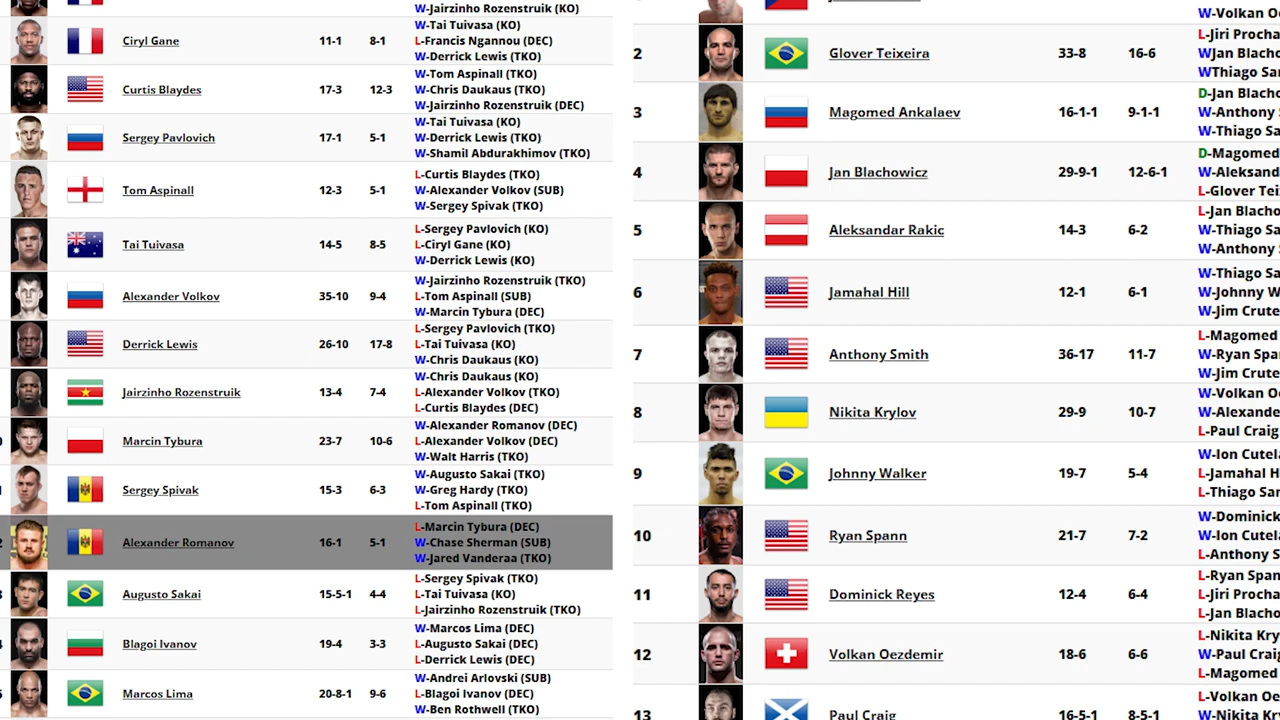 W-Jairzinho Rozenstruik (KO)
Ciryl Gane 11-1 8-1 W-Tai Tuivasa (KO)
L-Francis Ngannou (DEC)
W-Derrick Lewis (TKO)
Curtis Blaydes 17-3 12-3 W-Tom Aspinall (TKO)
W-Chris Daukaus (TKO)
W-Jairzinho Rozenstruik (DEC)
Sergey Pavlovich 17-1 5-1 W-Tai Tuivasa (KO)
W-Derrick Lewis (TKO)
W-Shamil Abdurakhimov (TKO)
Tom Aspinall 12-3 5-1 L-Curtis Blaydes (TKO)
W-Alexander Volkov (SUB)
W-Sergey Spivak (TKO)
Tai Tuivasa 14-5 8-5 L-Sergey Pavlovich (KO)
L-Ciryl Gane (KO)
W-Derrick Lewis (KO)
Alexander Volkov 35-10 9-4 W-Jairzinho Rozenstruik (TKO)
L-Tom Aspinall (SUB)
W-Marcin Tybura (DEC)
Derrick Lewis 26-10 17-8 L-Sergey Pavlovich (TKO)
L-Tai Tuivasa (KO)
W-Chris Daukaus (KO)
Jairzinho Rozenstruik 13-4 7-4 W-Chris Daukaus (KO)
L-Alexander Volkov (TKO)
L-Curtis Blaydes (DEC)
Marcin Tybura 23-7 10-6 W-Alexander Romanov (DEC)
L-Alexander Volkov (DEC)
W-Walt Harris (TKO)
Sergey Spivak 15-3 6-3 W-Augusto Sakai (TKO)
W-Greg Hardy (TKO)
L-Tom Aspinall (TKO)
Alexander Romanov 16-1 5-1 L-Marcin Tybura (DEC)
W-Chase Sherman (SUB)
W-Jared Vanderaa (TKO)
Augusto Sakai 15-5-1 4-4 L-Sergey Spivak (TKO)
L-Tai Tuivasa (KO)
L-Jairzinho Rozenstruik (TKO)
Blagoi Ivanov 19-4 3-3 W-Marcos Lima (DEC)
L-Augusto Sakai (DEC)
L-Derrick Lewis (DEC)
Marcos Lima 20-8-1 9-6 W-Andrei Arlovski (SUB)
L-Blagoi Ivanov (DEC)
W-Ben Rothwell (TKO)
W-Volkan O
2 Glover Teixeira 33-8 16-6 L-Jiri Procha
WJan Blacho
WThiago Sa
3 Magomed Ankalaev 16-1-1 9-1-1 D-Jan Blacho
W-Anthony
W-Thiago Sa
4 Jan Blachowicz 29-9-1 12-6-1 D-Magomed
W-Aleksand
L-Glover Tei
5 Aleksandar Rakic 14-3 6-2 L-Jan Blacho
W-Thiago Sa
W-Anthony
6 Jamahal Hill 12-1 6-1 W-Thiago Sa
W-Johnny W
W-Jim Crute
7 Anthony Smith 36-17 11-7 L-Magomed
W-Ryan Spa
W-Jim Crute
8 Nikita Krylov 29-9 10-7 W-Volkan O
W-Alexande
L-Paul Craig
9 Johnny Walker 19-7 5-4 W-Ion Cutela
L-Jamahal H
L-Thiago San
10 Ryan Spann 21-7 7-2 W-Dominick
W-Ion Cutela
L-Anthony S
11 Dominick Reyes 12-4 6-4 L-Ryan Span
L-Jiri Procha
L-Jan Blacho
12 Volkan Oezdemir 18-6 6-6 L-Nikita Kry
W-Paul Craig
L-Magomed
13 Paul Craig 16-5-1 8-5-1 L-Volkan Oe
W-Nikita Kry